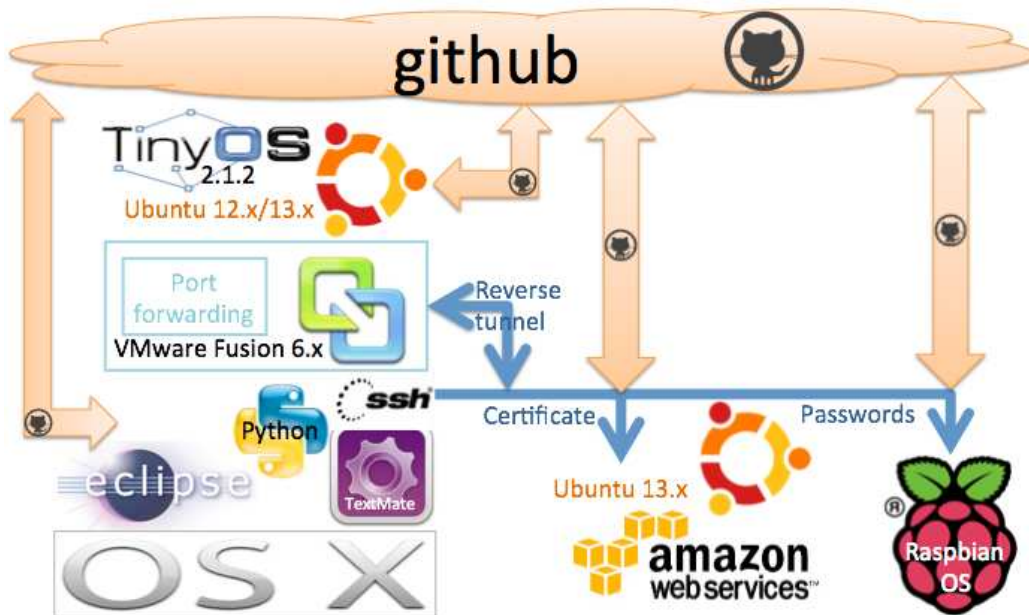 github
TinyOS
2.1.2
Ubuntu 12.x/13.x
Port
forwarding
VMware Fusion 6.x
Reverse
tunnel
ssh®
Certificate
Passwords
Python
eclipse
TextMate
Ubuntu 13.x
amazon
web services™
®
Raspbian
OS
OS X